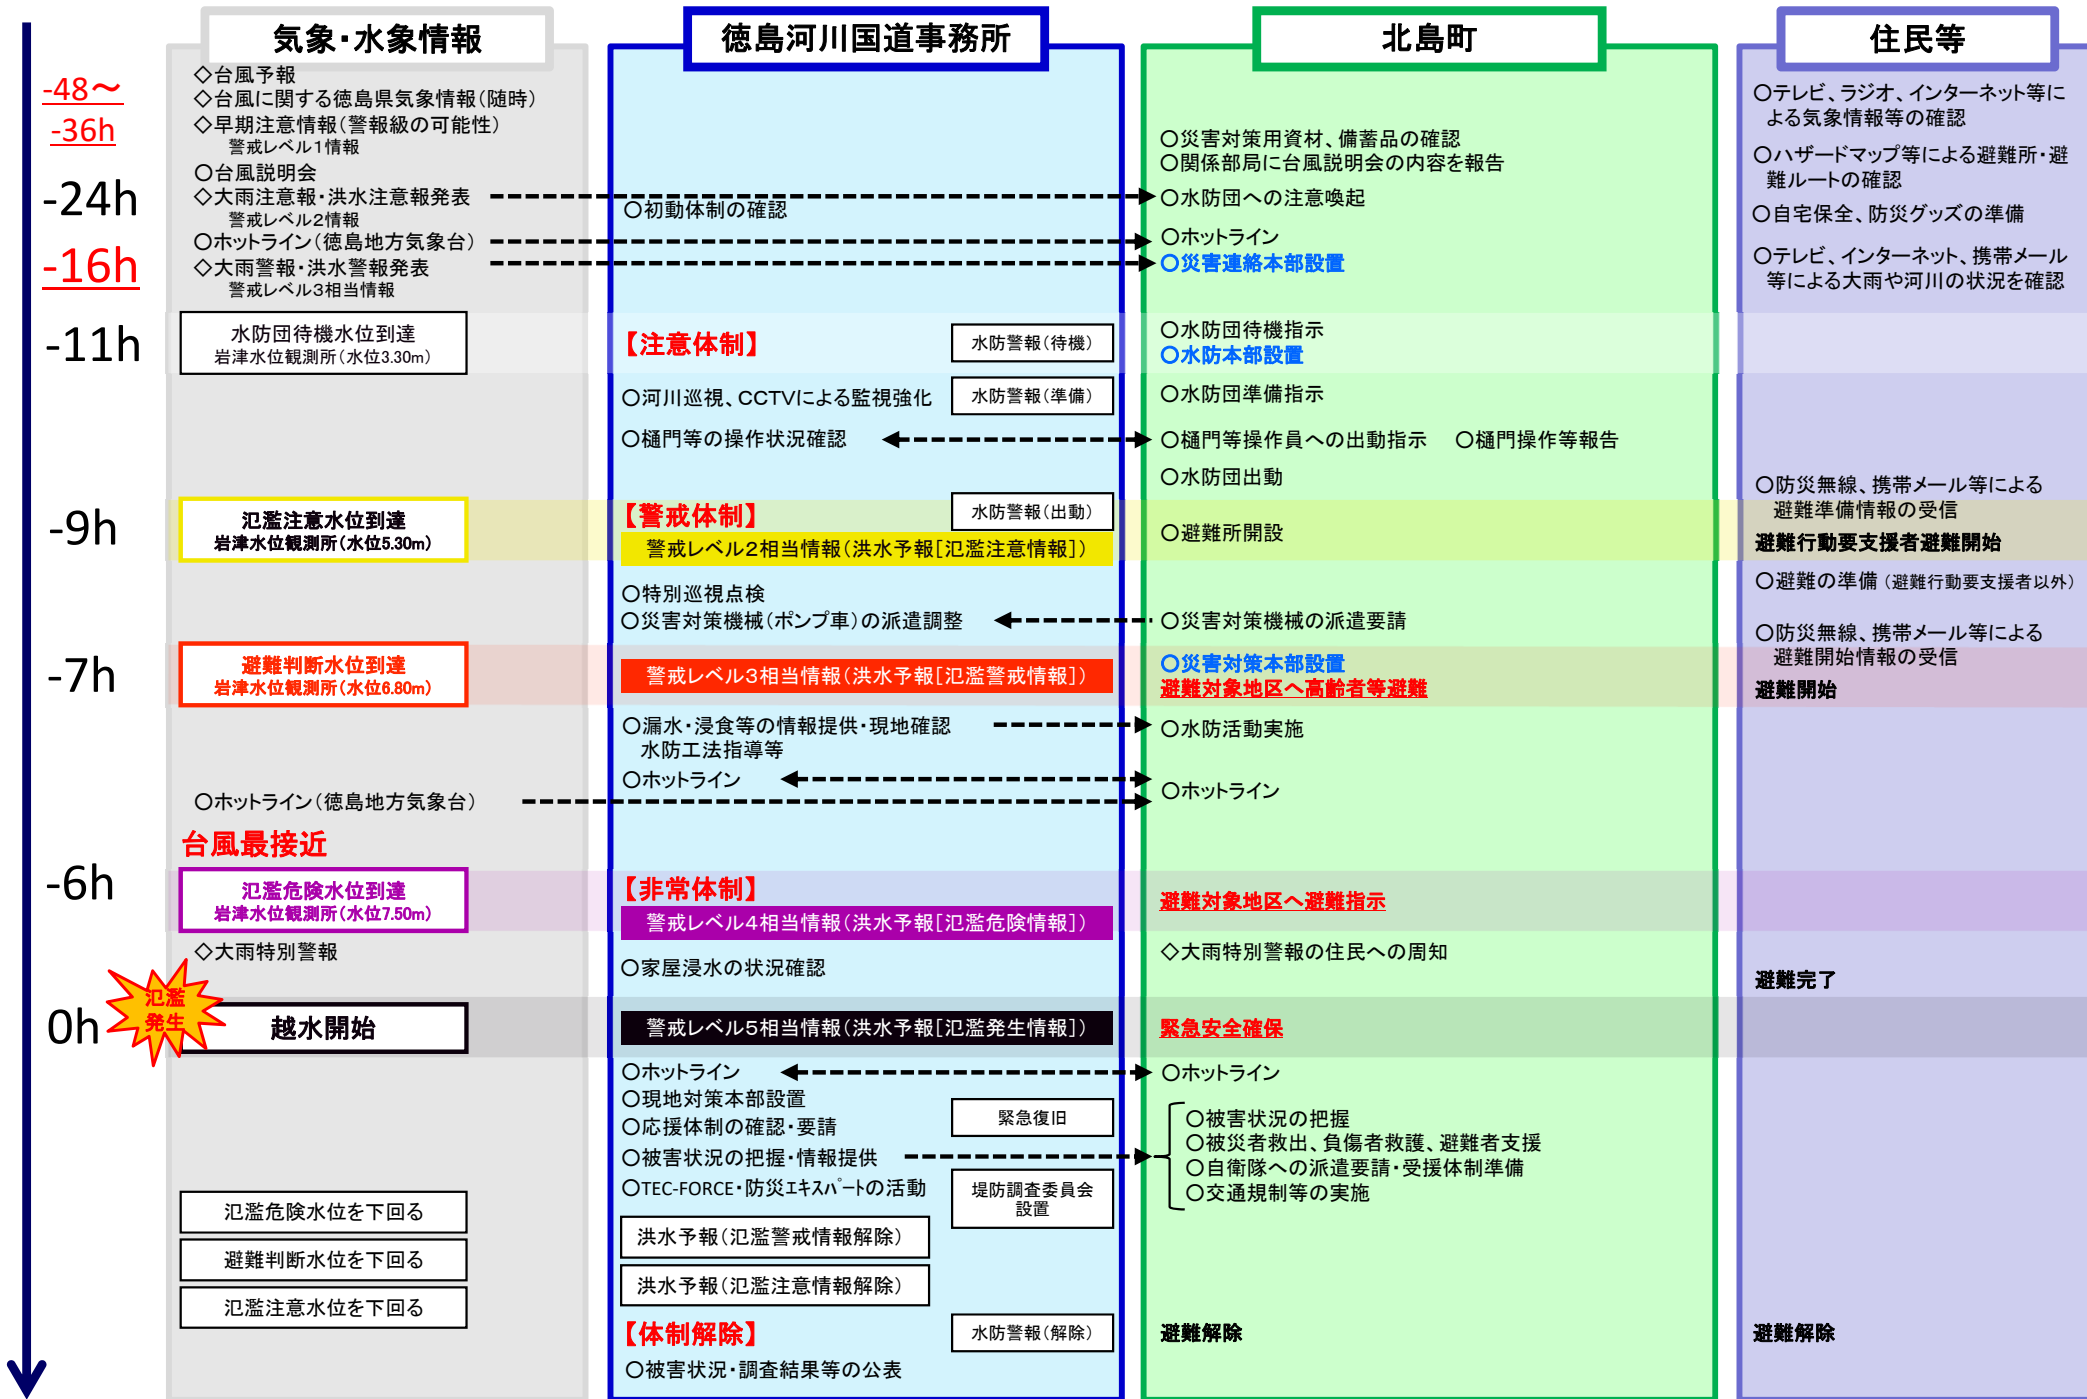 気象・水象情報
徳島河川国道事務所
北島町
住民等
-48～
-36h
-24h
-16h
-11h
-9h
-7h
-6h
0h
◇台風予報
◇台風に関する徳島県気象情報（随時）
◇早期注意情報（警報級の可能性）
警戒レベル１情報
〇台風説明会
◇大雨注意報・洪水注意報発表
警戒レベル２情報
〇ホットライン（徳島地方気象台）
◇大雨警報・洪水警報発表
警戒レベル３相当情報
水防団待機水位到達
岩津水位観測所（水位3.30m）
氾濫注意水位到達
岩津水位観測所（水位5.30m）
避難判断水位到達
岩津水位観測所（水位6.80m）
〇ホットライン（徳島地方気象台）
台風最接近
氾濫危険水位到達
岩津水位観測所（水位7.50m）
◇大雨特別警報
氾濫
発生
越水開始
氾濫危険水位を下回る
避難判断水位を下回る
氾濫注意水位を下回る
〇初動体制の確認
【注意体制】
水防警報（待機）
〇河川巡視、CCTVによる監視強化
水防警報（準備）
〇樋門等の操作状況確認
【警戒体制】
水防警報（出動）
警戒レベル２相当情報（洪水予報［氾濫注意情報］）
〇特別巡視点検
〇災害対策機械（ポンプ車）の派遣調整
警戒レベル３相当情報（洪水予報［氾濫警戒情報］）
〇漏水・浸食等の情報提供・現地確認
水防工法指導等
〇ホットライン
【非常体制】
警戒レベル４相当情報（洪水予報［氾濫危険情報］）
〇家屋浸水の状況確認
警戒レベル５相当情報（洪水予報［氾濫発生情報］）
〇ホットライン
〇現地対策本部設置
〇応援体制の確認・要請
緊急復旧
〇被害状況の把握・情報提供
〇TEC-FORCE・防災ｴｷｽﾊﾟｰﾄの活動
堤防調査委員会
設置
洪水予報（氾濫警戒情報解除）
洪水予報（氾濫注意情報解除）
【体制解除】
水防警報（解除）
〇被害状況・調査結果等の公表
〇災害対策用資材、備蓄品の確認
〇関係部局に台風説明会の内容を報告
〇水防団への注意喚起
〇ホットライン
〇災害連絡本部設置
〇水防団待機指示
〇水防本部設置
〇水防団準備指示
〇樋門等操作員への出動指示　〇樋門操作等報告
〇水防団出動
〇避難所開設
〇災害対策機械の派遣要請
〇災害対策本部設置
避難対象地区へ高齢者等避難
〇水防活動実施
〇ホットライン
避難対象地区へ避難指示
◇大雨特別警報の住民への周知
緊急安全確保
〇ホットライン
〇被害状況の把握
〇被災者救出、負傷者救護、避難者支援
〇自衛隊への派遣要請・受援体制準備
〇交通規制等の実施
避難解除
〇テレビ、ラジオ、インターネット等に
よる気象情報等の確認
〇ハザードマップ等による避難所・避
難ルートの確認
〇自宅保全、防災グッズの準備
〇テレビ、インターネット、携帯メール
等による大雨や河川の状況を確認
〇防災無線、携帯メール等による
避難準備情報の受信
避難行動要支援者避難開始
〇避難の準備（避難行動要支援者以外）
〇防災無線、携帯メール等による
避難開始情報の受信
避難開始
避難完了
避難解除